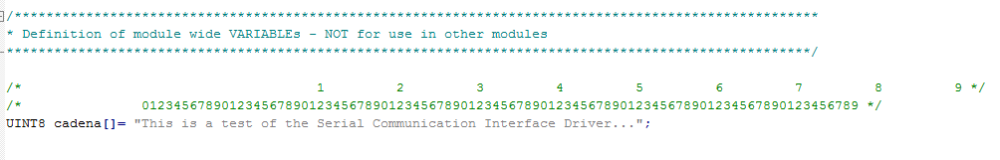 /*****************************************************************************************************
* Definition of module wide VARIABLEs - NOT for use in other modules
*****************************************************************************************************/
/*                                     1         2         3         4         5         6         7         8         9 */
/*               012345678901234567890123456789012345678901234567890123456789012345678901234567890123456789 */
UINT8 cadena[]= "This is a test of the Serial Communication Interface Driver...";